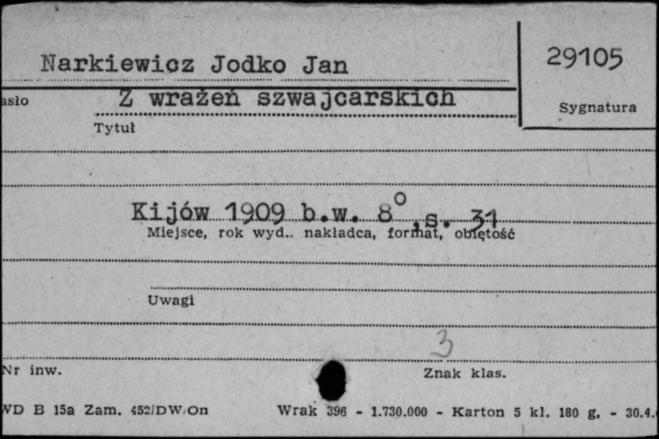 Narkiewicz Jodko Jan
29105
asło
Z wrażeń szwajcarskich
Sygnatura
Tytuł
Kijów 1909 b.w. 8°, s. 31
Miejsce, rok wyd.. nakładca, format, objętość
Uwagi
3
Nr inw.
Znak klas.
WD B 15a Zam. 452/DW/On
Wrak 396 - 1.730.000 - Karton 5 kl. 180 g. - 30.4.